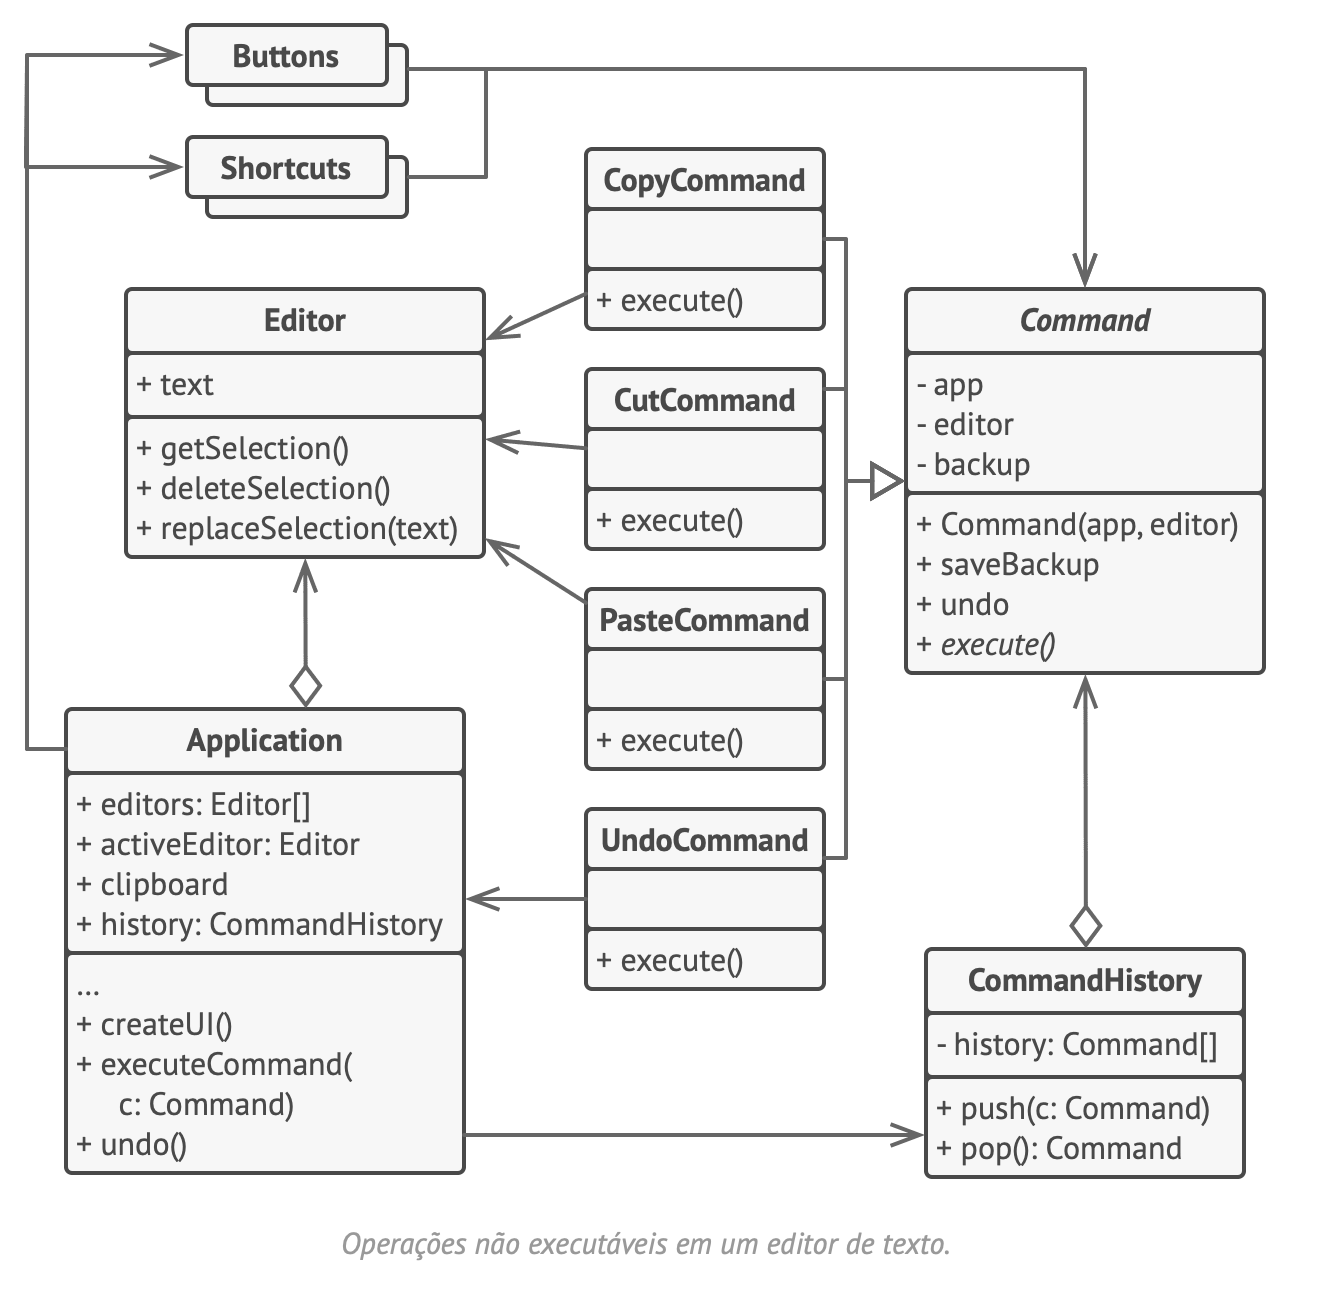 Buttons
Shortcuts
CopyCommand
+ execute()
Editor
+ text
+ getSelection()
+ deleteSelection()
+ replaceSelection(text)
CutCommand
+ execute()
Command
- app
- editor
- backup
+ Command(app, editor)
+ saveBackup
+ undo
+ execute()
PasteCommand
+ execute()
Application
+ editors: Editor[]
+ activeEditor: Editor
+ clipboard
+ history: CommandHistory
...
+ createUI()
+ executeCommand(
c: Command)
+ undo()
UndoCommand
+ execute()
CommandHistory
- history: Command[]
+ push(c: Command)
+ pop(): Command
Operações não executáveis em um editor de texto.